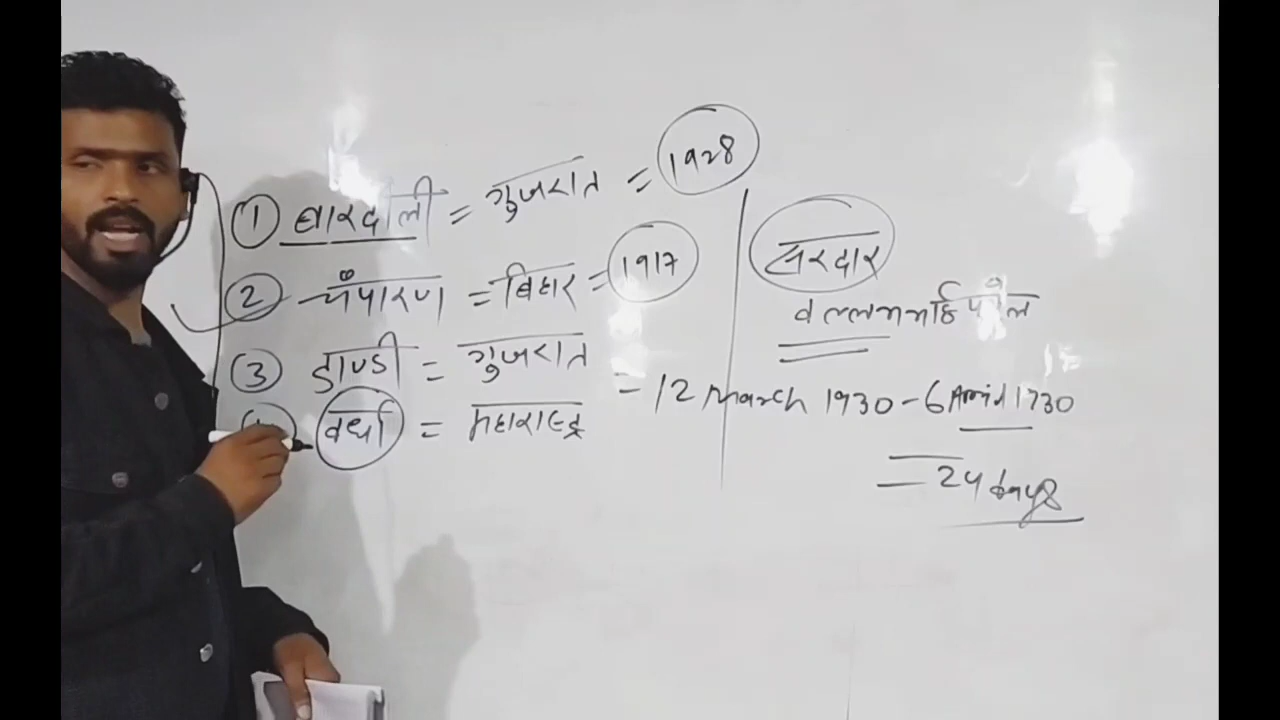 ① बारदोली = गुजरात = 1928
② चंपारण = बिहार = 1917
③ डाण्डी = गुजरात = 12 March 1930 - 6 April 1930
वर्धा = महाराष्ट्र
= 24 days
सरदार
वल्लभभाई पटेल